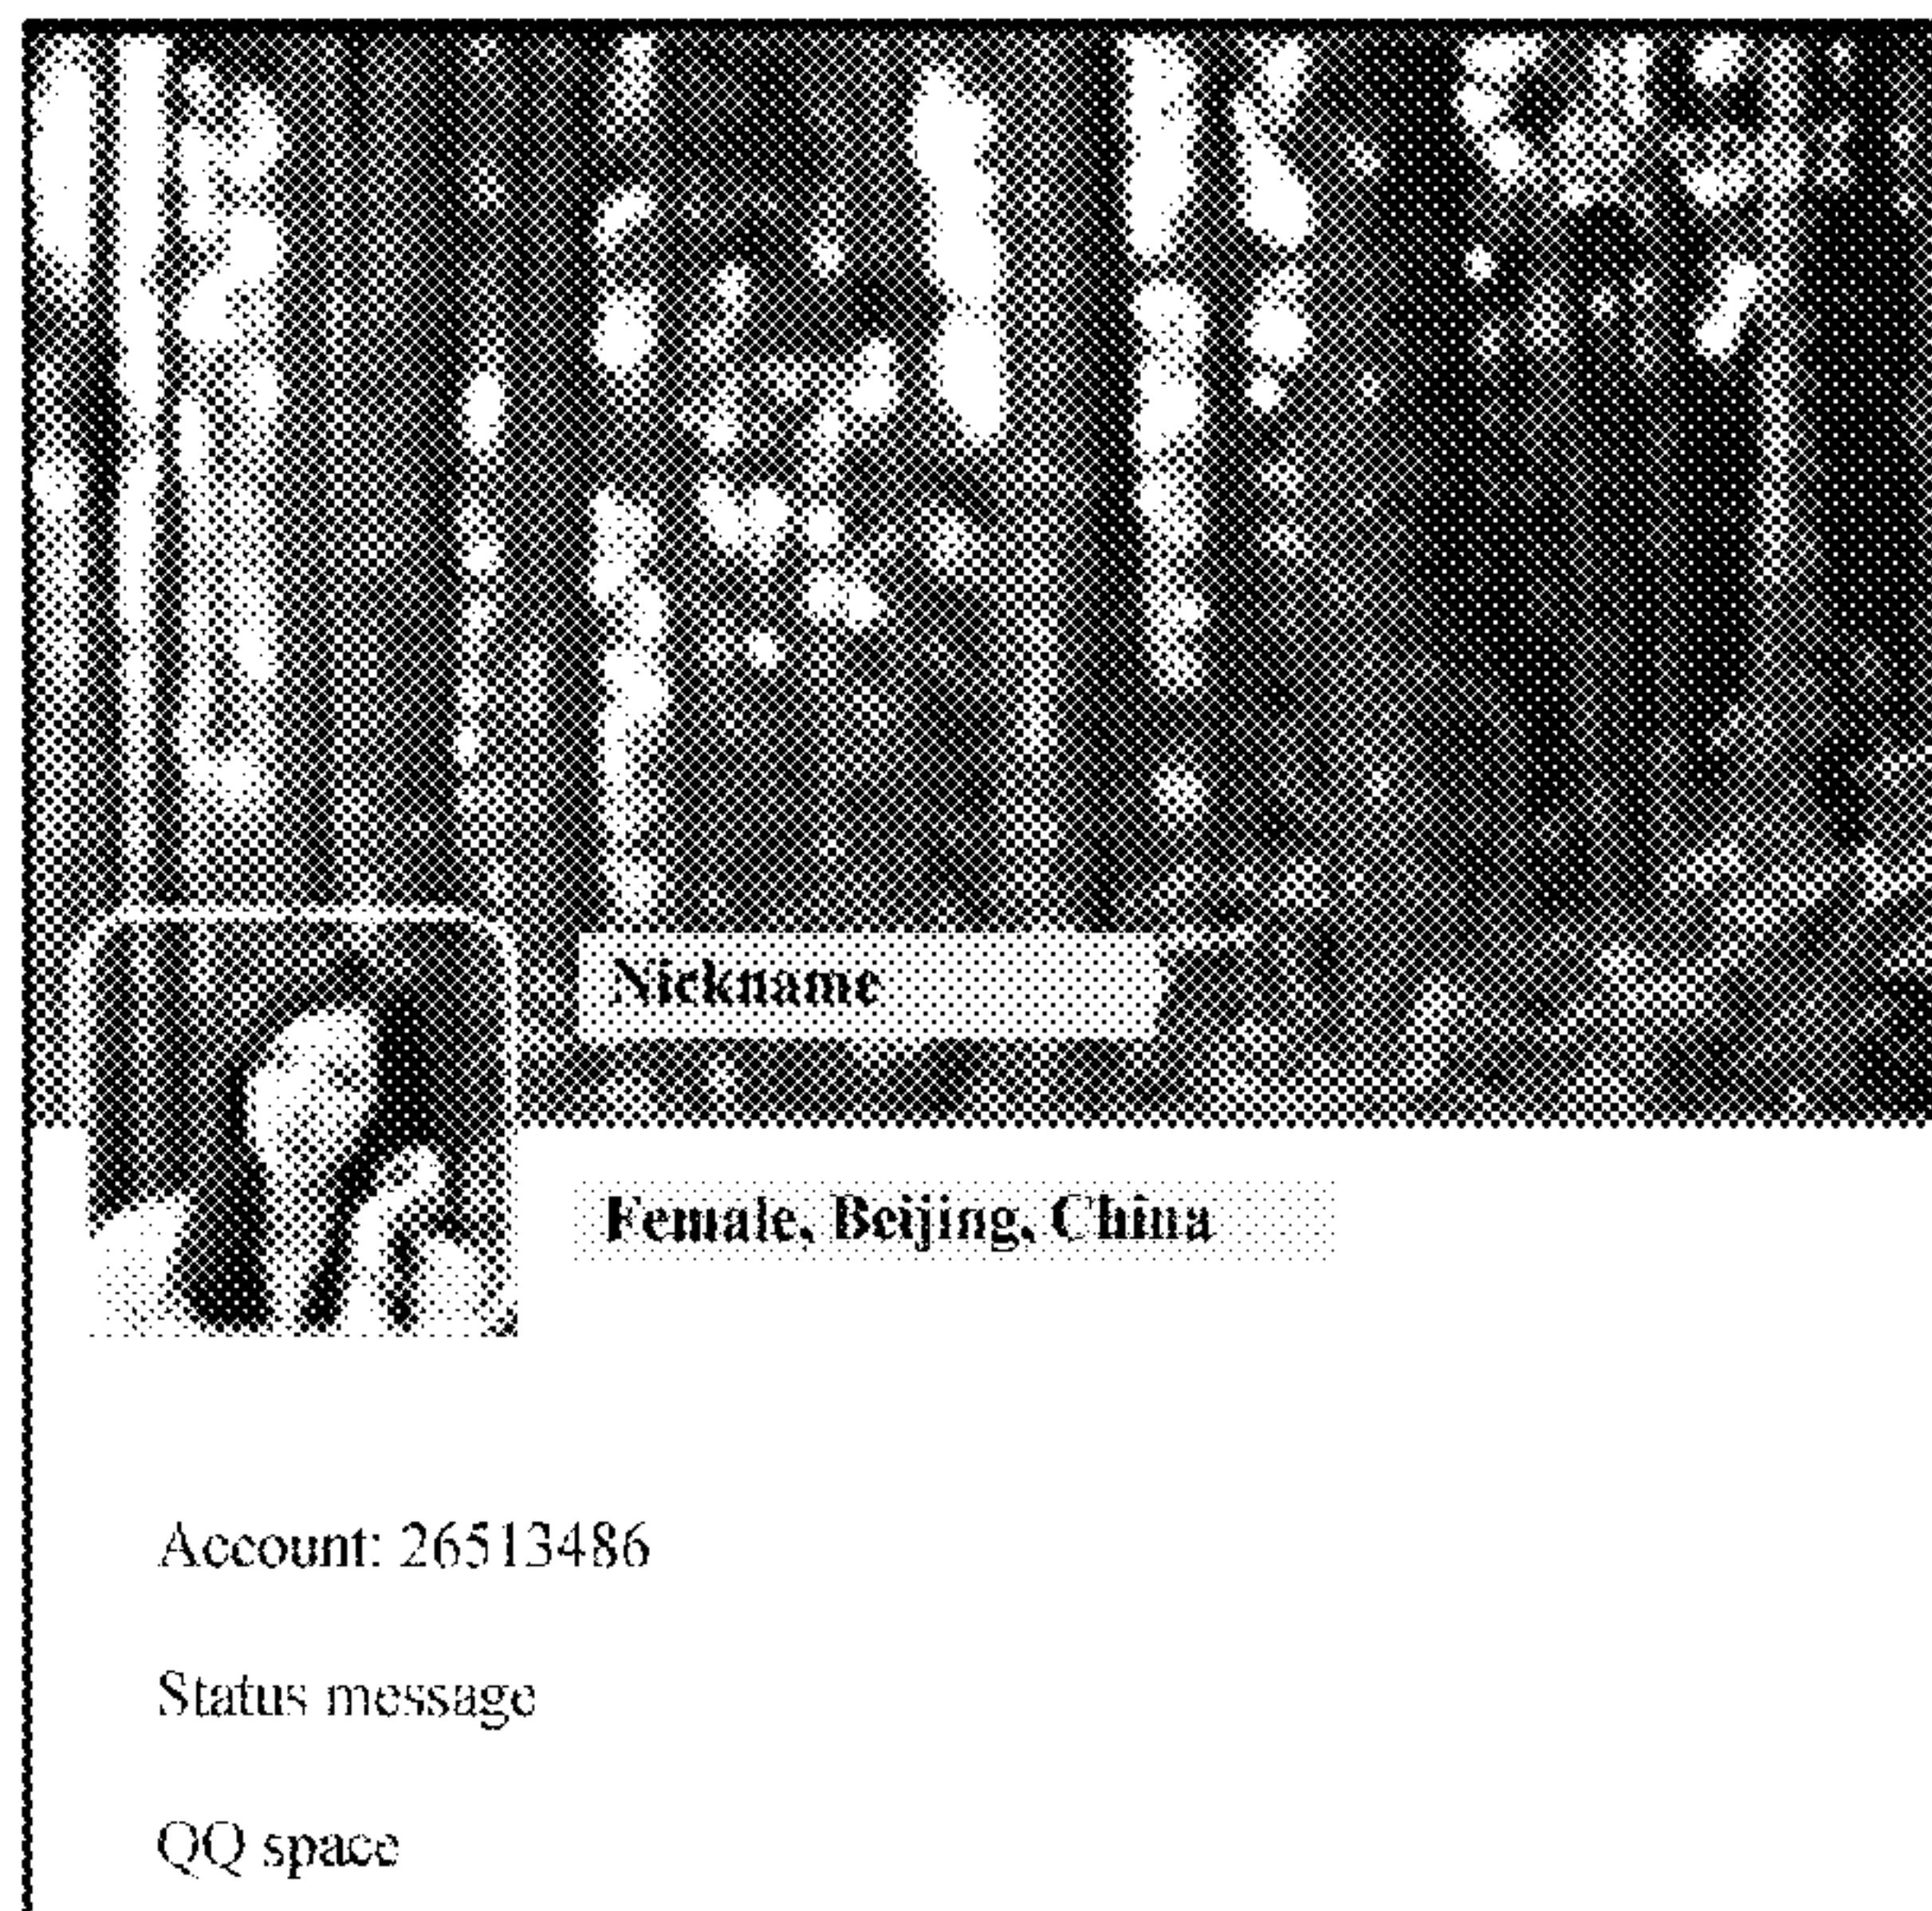 Nickname
Female, Beijing, China
Account: 26513486
Status message
QQ space